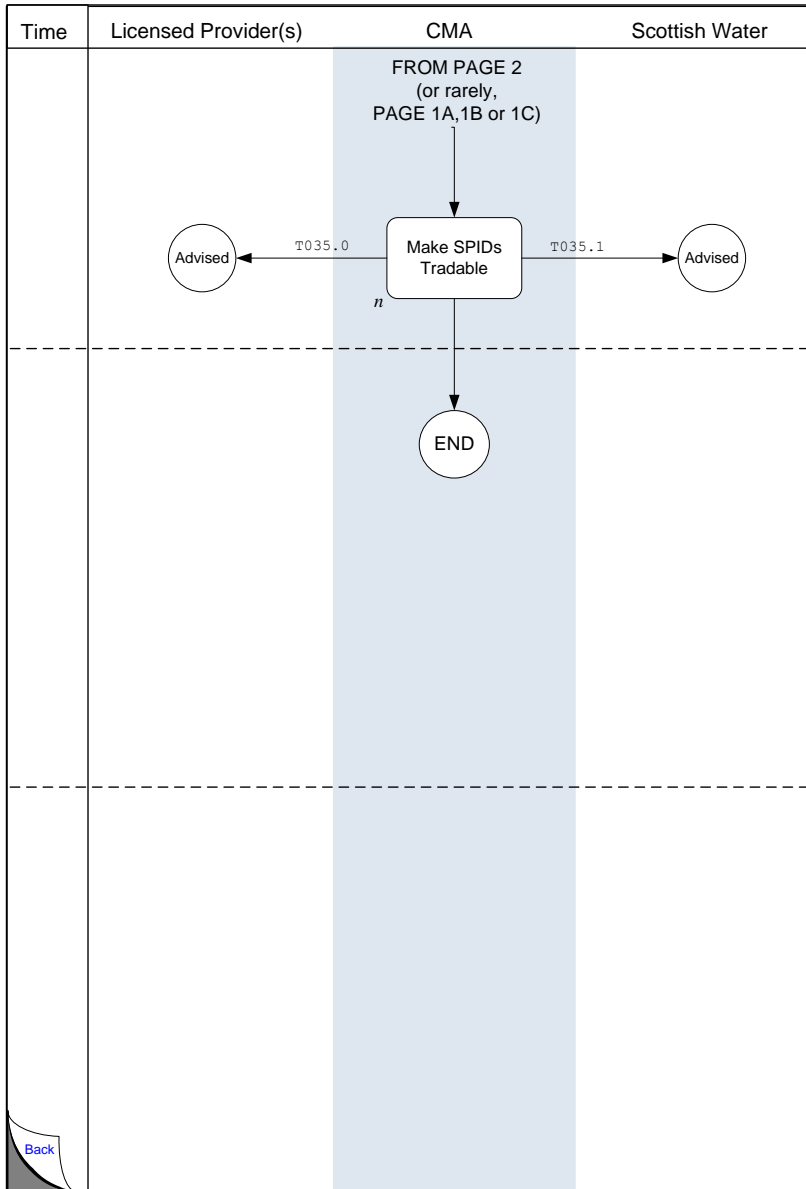 Time
Licensed Provider(s)
CMA
Scottish Water
FROM PAGE 2
(or rarely,
PAGE 1A,1B or 1C)
Advised
T035.0
Make SPIDs
Tradable
T035.1
Advised
n
END
Back